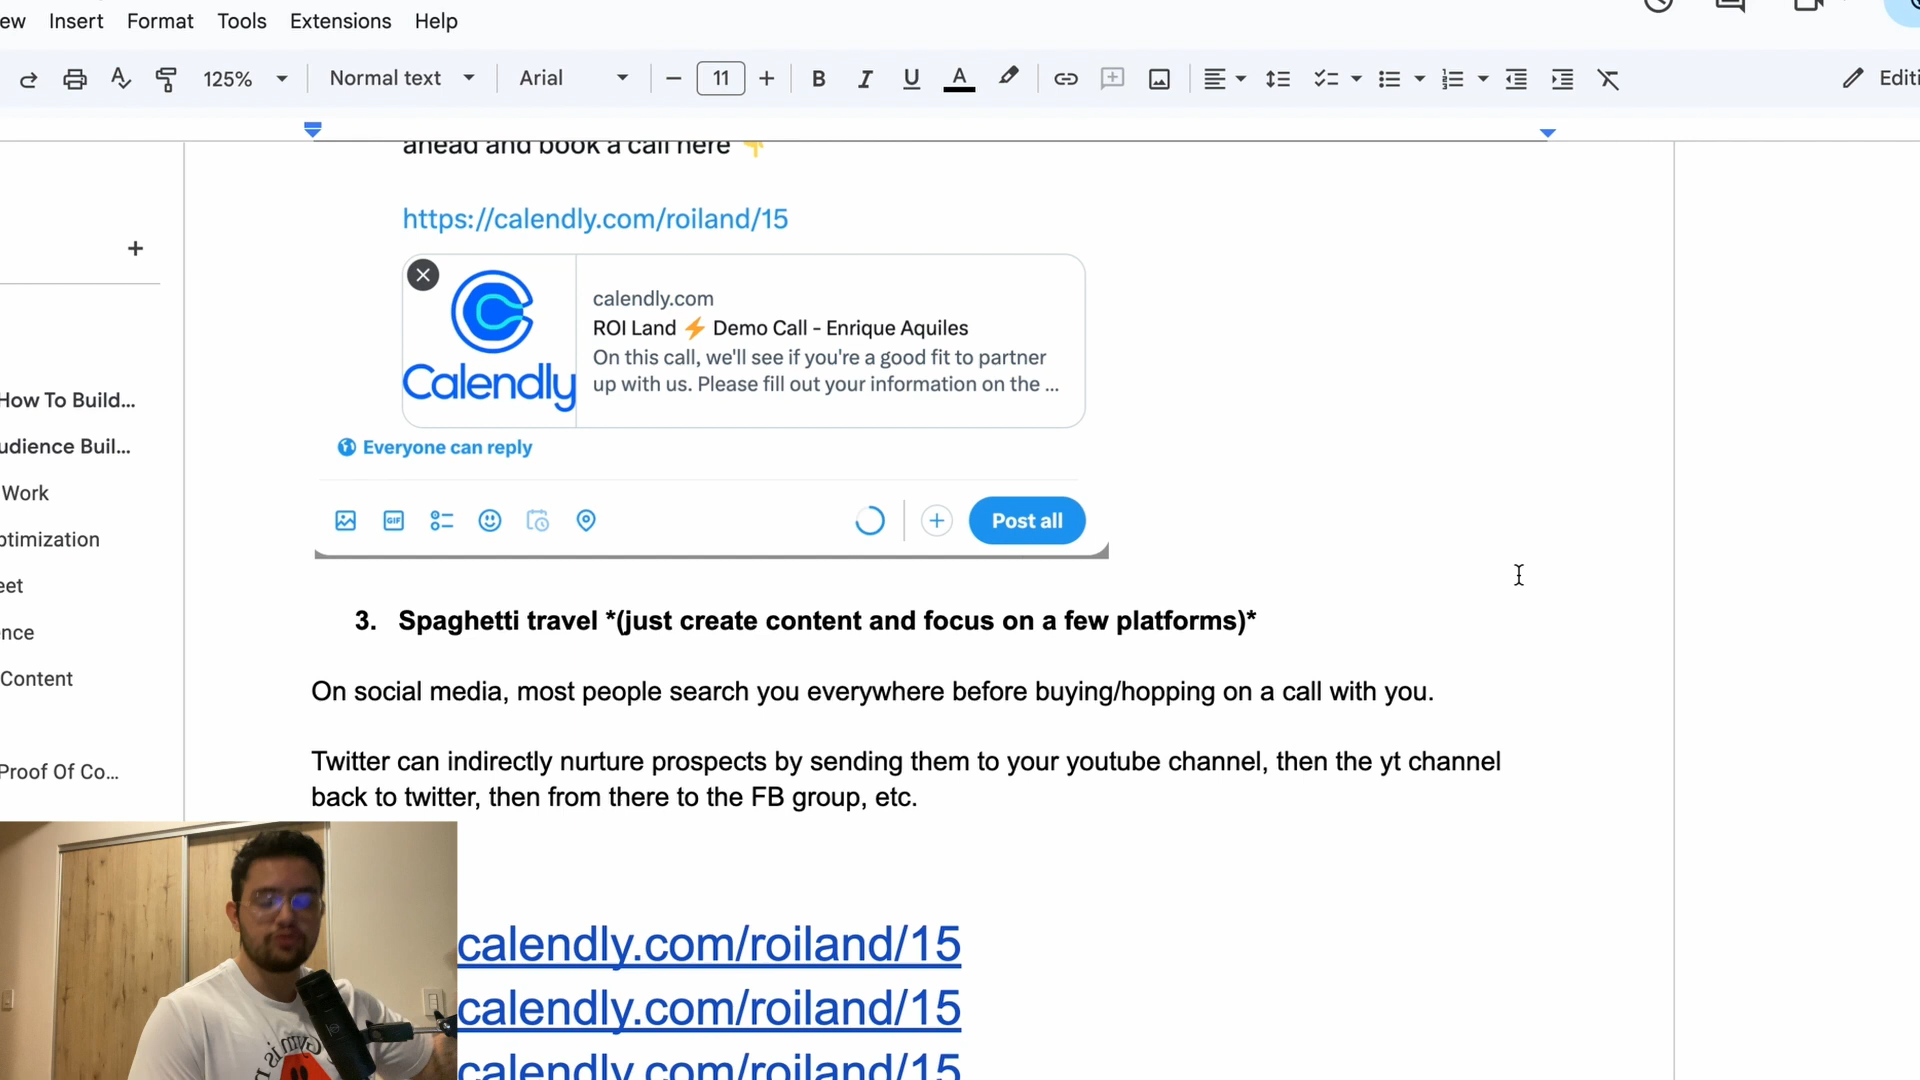 ew Insert Format Tools Extensions Help
125% Normal text Arial 11 B I U A Editi
ahead and book a call here
https://calendly.com/roiland/15
calendly.com
ROI Land ⚡ Demo Call - Enrique Aquiles
On this call, we'll see if you're a good fit to partner
up with us. Please fill out your information on the ...
Calendly
Everyone can reply
GIF
Post all
How To Build...
udience Buil...
Work
ptimization
eet
ence
Content
Proof Of Co...
3. Spaghetti travel *(just create content and focus on a few platforms)*
On social media, most people search you everywhere before buying/hopping on a call with you.
Twitter can indirectly nurture prospects by sending them to your youtube channel, then the yt channel
back to twitter, then from there to the FB group, etc.
calendly.com/roiland/15
calendly.com/roiland/15
calendly.com/roiland/15